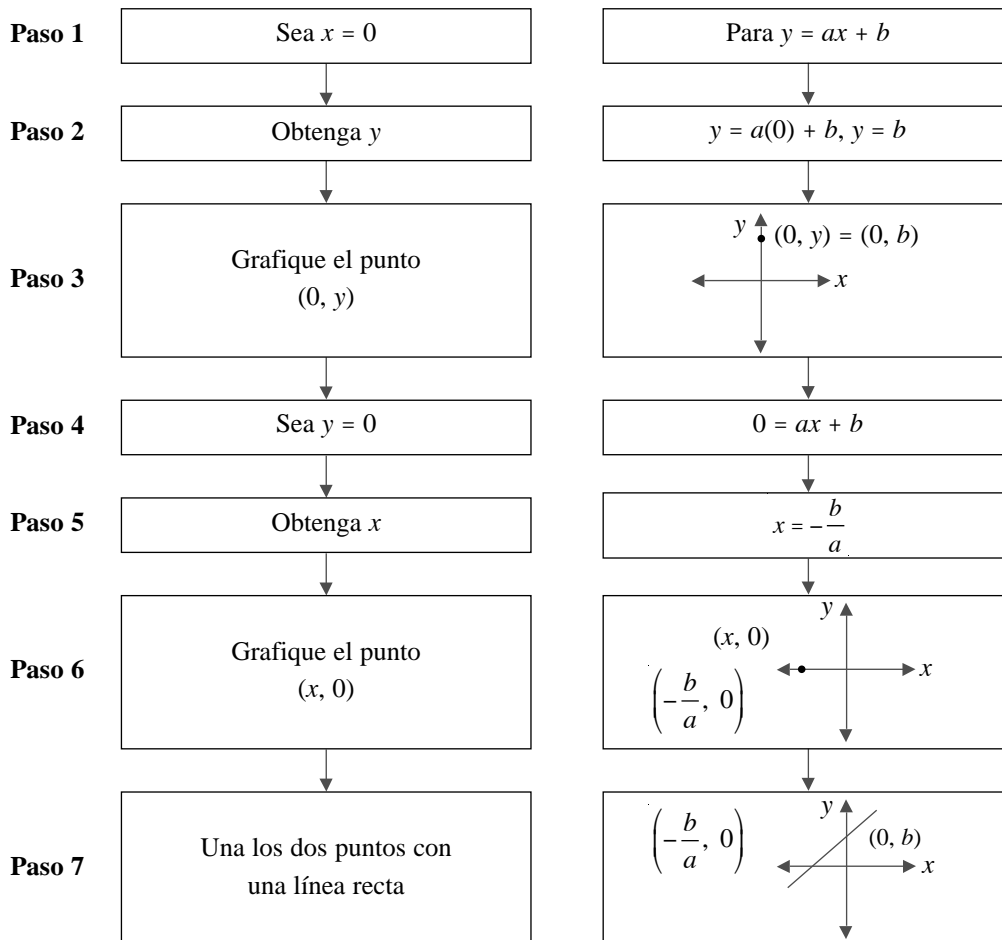 Paso 1
Sea x = 0
Para y = ax + b
Paso 2
Obtenga y
y = a(0) + b, y = b
Paso 3
Grafique el punto
(0, y)
y
(0, y) = (0, b)
x
Paso 4
Sea y = 0
0 = ax + b
Paso 5
Obtenga x
x = −b/a
Paso 6
Grafique el punto
(x, 0)
y
(x, 0)
x
(−b/a, 0)
Paso 7
Una los dos puntos con
una línea recta
(−b/a, 0)
y
(0, b)
x